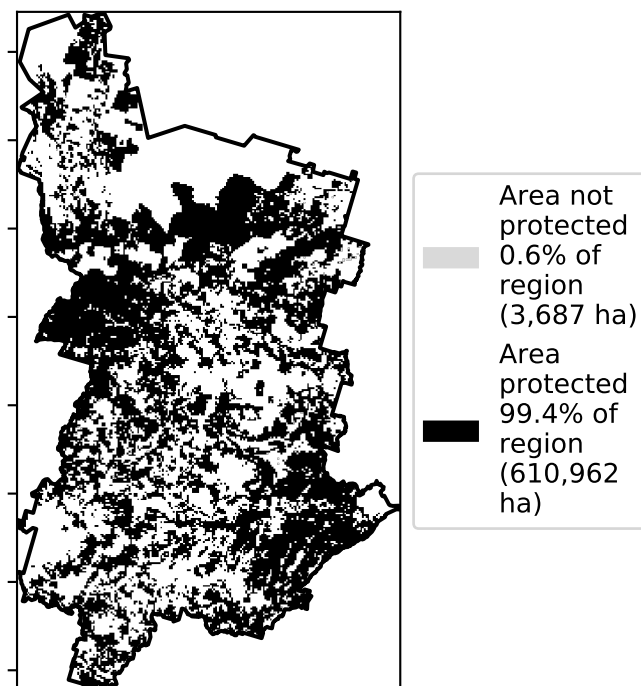 Area not
protected
0.6% of
region
(3,687 ha)
Area
protected
99.4% of
region
(610,962
ha)